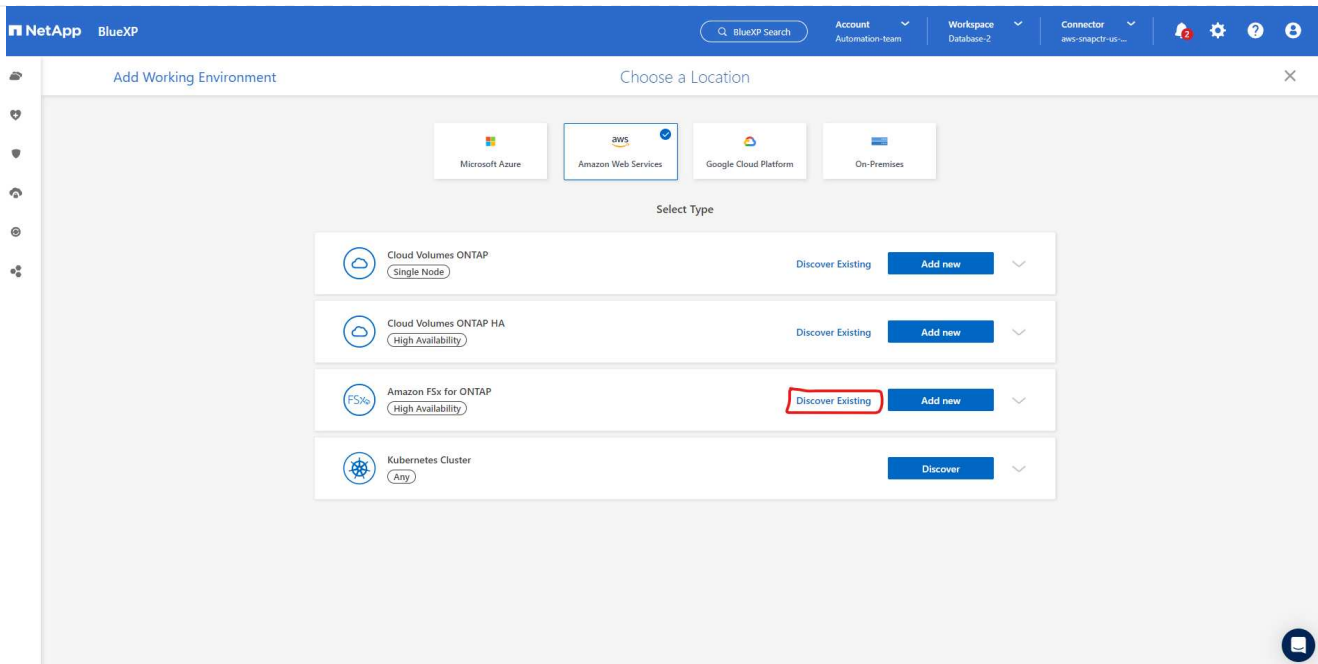 NetApp BlueXP
BlueXP Search
Account
Automation-team
Workspace
Database-2
Connector
aws-snapctr-us-...
2
Add Working Environment
Choose a Location
Microsoft Azure
aws
Amazon Web Services
Google Cloud Platform
On-Premises
Select Type
Cloud Volumes ONTAP
Single Node
Discover Existing
Add new
Cloud Volumes ONTAP HA
High Availability
Discover Existing
Add new
FSx
Amazon FSx for ONTAP
High Availability
Discover Existing
Add new
Kubernetes Cluster
Any
Discover